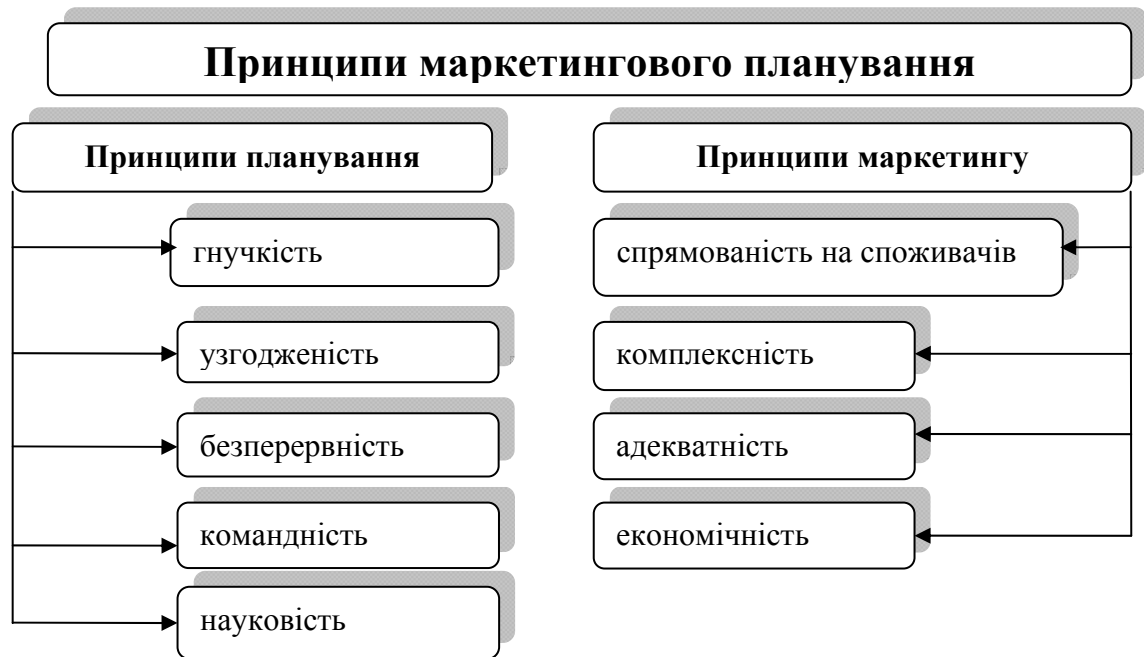 Принципи маркетингового планування
Принципи планування
гнучкість
узгодженість
безперервність
командність
науковість
Принципи маркетингу
спрямованість на споживачів
комплексність
адекватність
економічність